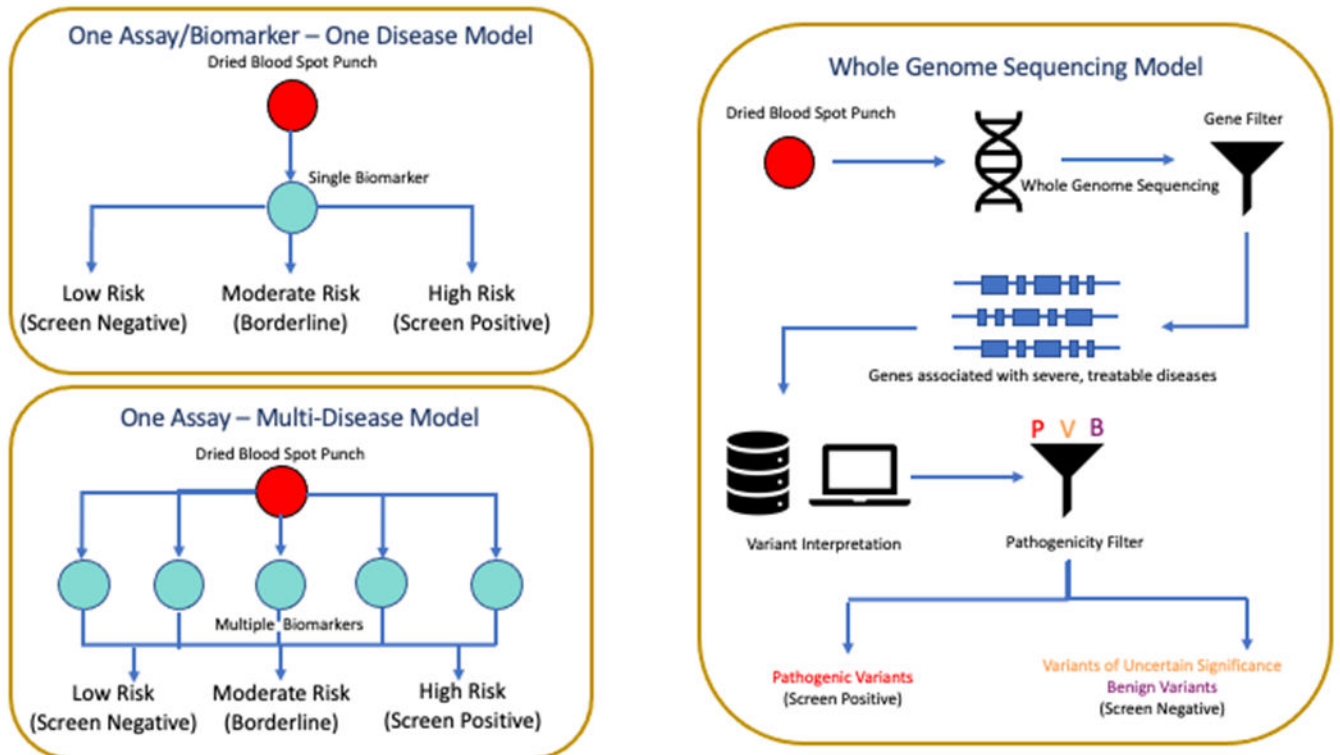 One Assay/Biomarker – One Disease Model
Dried Blood Spot Punch
Single Biomarker
Low Risk
(Screen Negative)
Moderate Risk
(Borderline)
High Risk
(Screen Positive)
One Assay – Multi-Disease Model
Dried Blood Spot Punch
Multiple Biomarkers
Low Risk
(Screen Negative)
Moderate Risk
(Borderline)
High Risk
(Screen Positive)
Whole Genome Sequencing Model
Dried Blood Spot Punch
Whole Genome Sequencing
Gene Filter
Genes associated with severe, treatable diseases
Variant Interpretation
P V B
Pathogenicity Filter
Pathogenic Variants
(Screen Positive)
Variants of Uncertain Significance
Benign Variants
(Screen Negative)